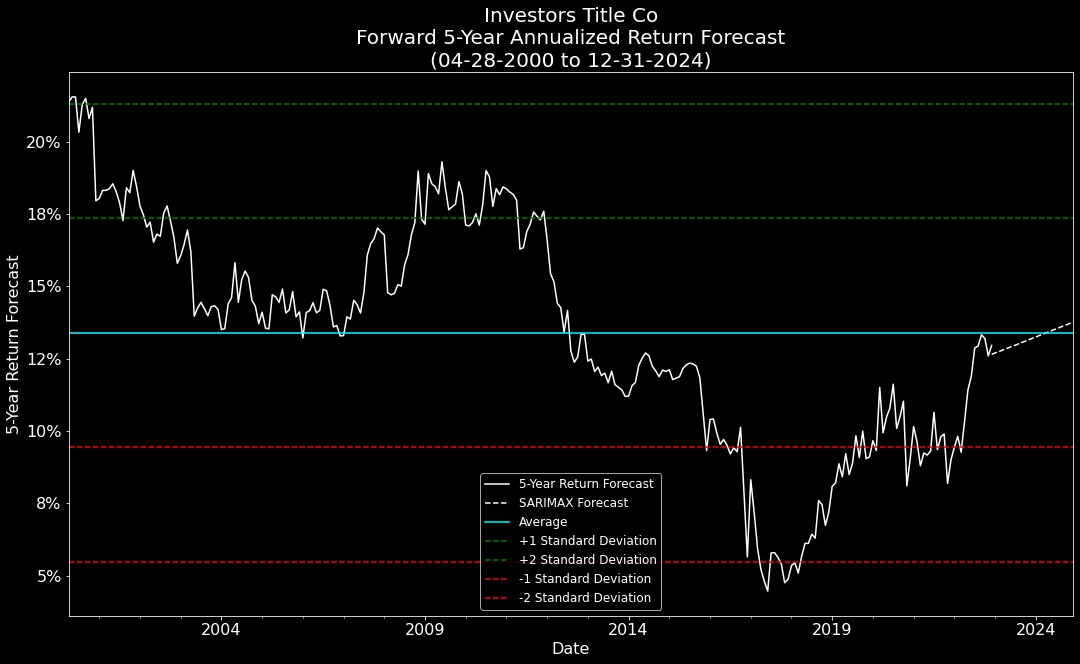 Investors Title Co
Forward 5-Year Annualized Return Forecast
(04-28-2000 to 12-31-2024)
5-Year Return Forecast
20%
18%
15%
12%
10%
8%
5%
5-Year Return Forecast
SARIMAX Forecast
Average
+1 Standard Deviation
+2 Standard Deviation
-1 Standard Deviation
-2 Standard Deviation
2004
2009
2014
2019
2024
Date